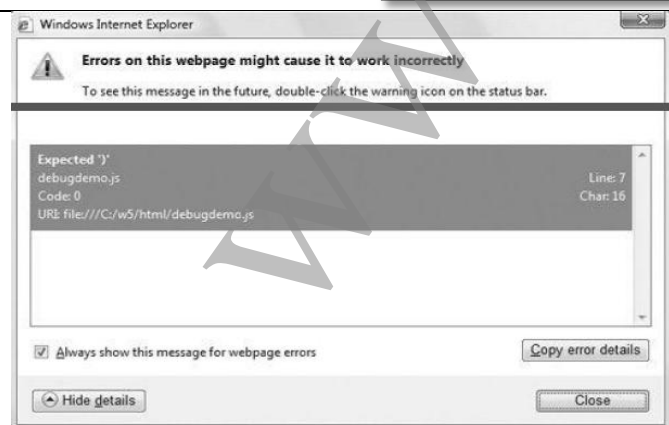 Windows Internet Explorer
Errors on this webpage might cause it to work incorrectly
To see this message in the future, double-click the warning icon on the status bar.
Expected ')'
debugdemo.js
Line: 7
Code: 0
Char: 16
URI: file:///C:/w5/html/debugdemo.js
Always show this message for webpage errors
Copy error details
Hide details
Close